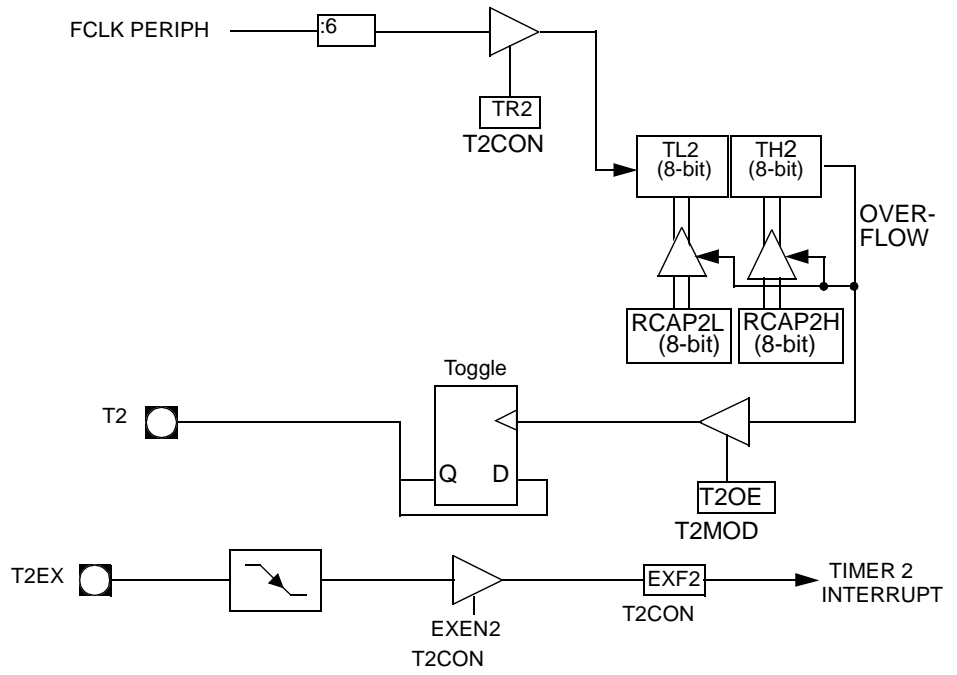 FCLK PERIPH
:6
TR2
T2CON
TL2
(8-bit)
TH2
(8-bit)
OVER-
FLOW
RCAP2L
(8-bit)
RCAP2H
(8-bit)
Toggle
T2
Q
D
T2OE
T2MOD
T2EX
EXEN2
T2CON
EXF2
T2CON
TIMER 2
INTERRUPT